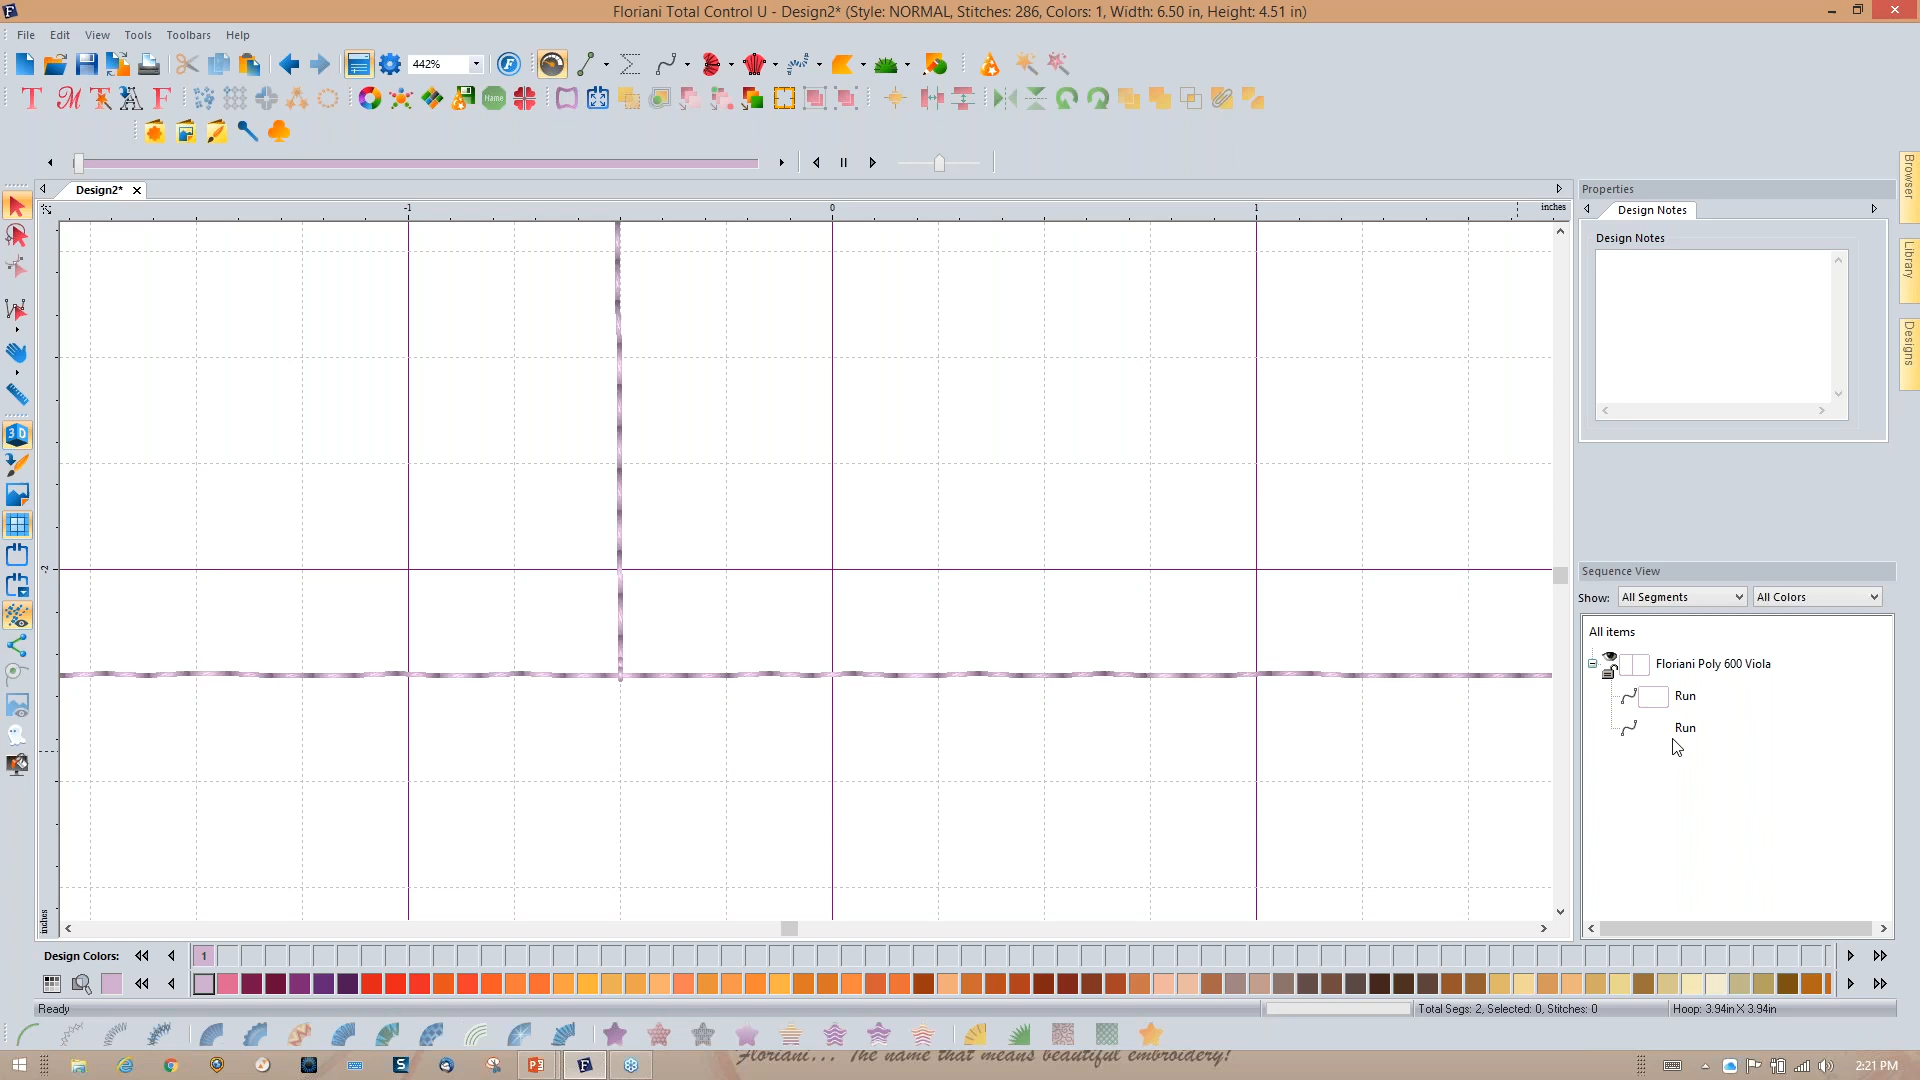 Floriani Total Control U - Design2* (Style: NORMAL, Stitches: 286, Colors: 1, Width: 6.50 in, Height: 4.51 in)
File Edit View Tools Toolbars Help
442%
Name
Design2*
-1 0 1 inches
-2
inches
3D
Properties
Design Notes
Design Notes
Browser
Library
Designs
Sequence View
Show: All Segments All Colors
All items
Floriani Poly 600 Viola
Run
Run
Design Colors: 1
Ready
Total Segs: 2, Selected: 0, Stitches: 0
Hoop: 3.94in X 3.94in
Floriani... The name that means beautiful embroidery!
2:21 PM